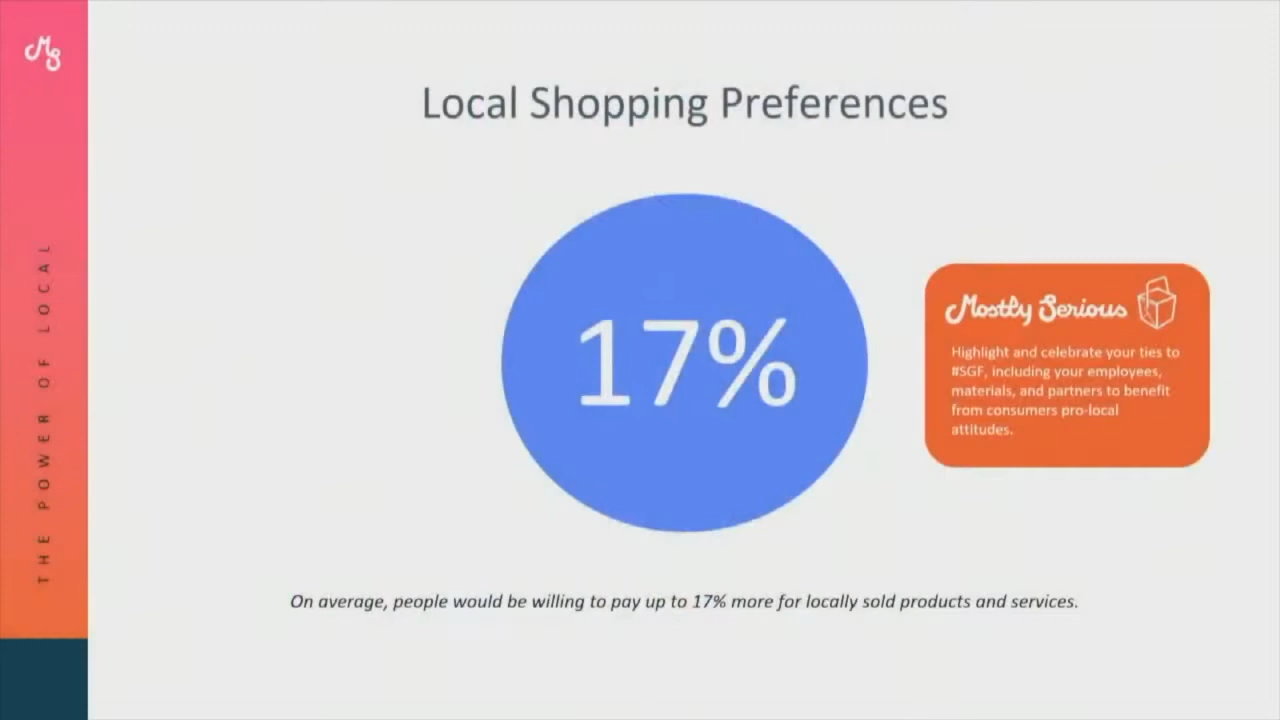 MS
THE POWER OF LOCAL
Local Shopping Preferences
17%
Mostly Serious
Highlight and celebrate your ties to
#SGF, including your employees,
materials, and partners to benefit
from consumers pro-local
attitudes.
On average, people would be willing to pay up to 17% more for locally sold products and services.